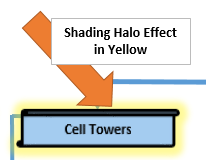 Shading Halo Effect
in Yellow
Cell Towers